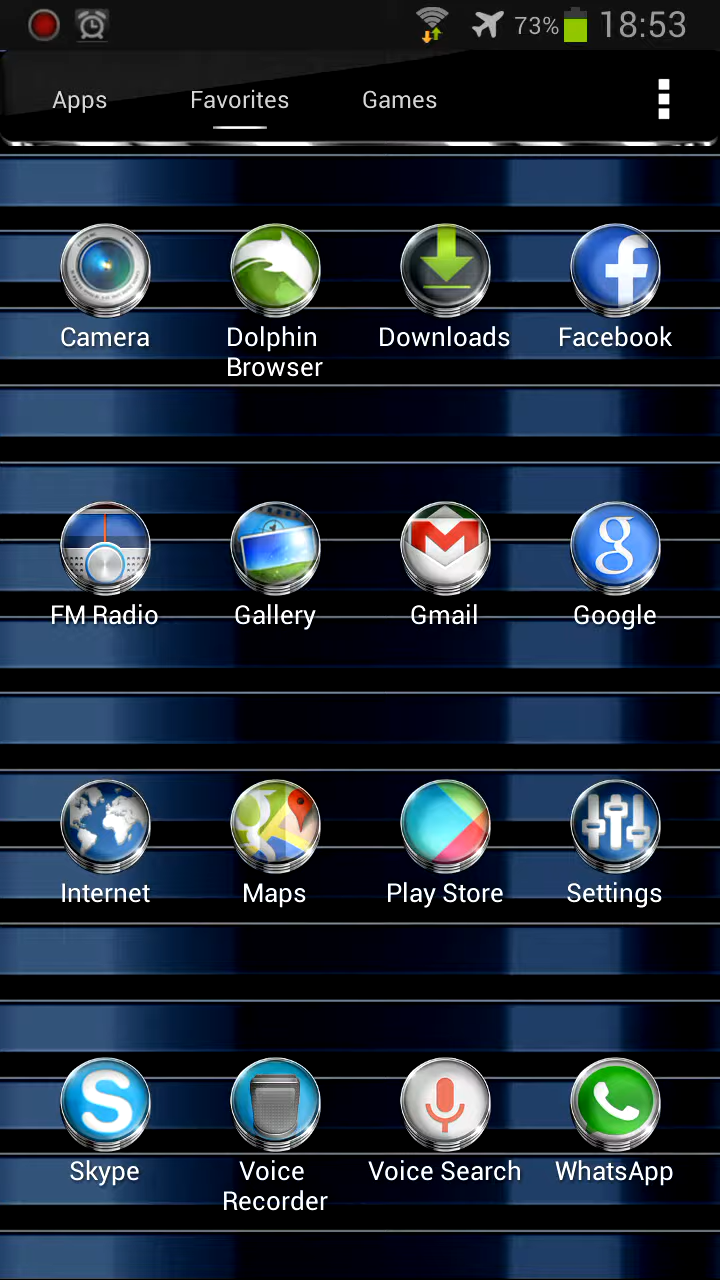 73% 18:53
Apps Favorites Games
Camera Dolphin Browser Downloads Facebook
FM Radio Gallery Gmail Google
Internet Maps Play Store Settings
Skype Voice Recorder Voice Search WhatsApp